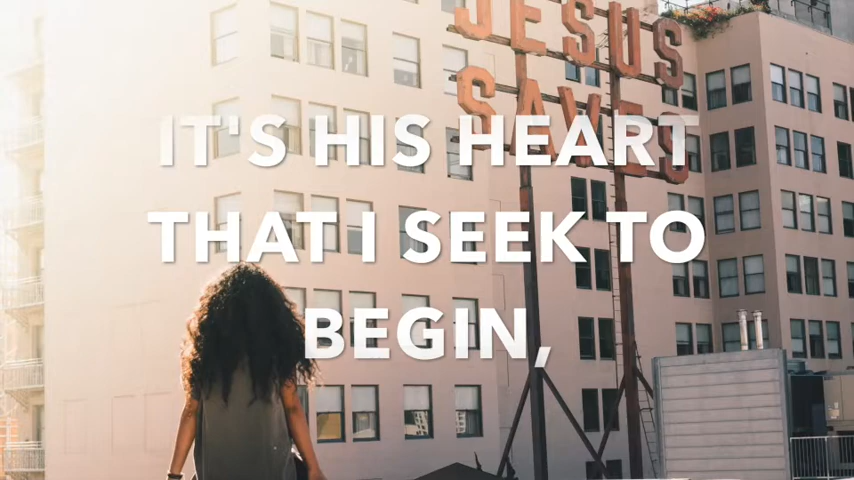 JESUS
SAVES
IT'S HIS HEART
THAT I SEEK TO
BEGIN,